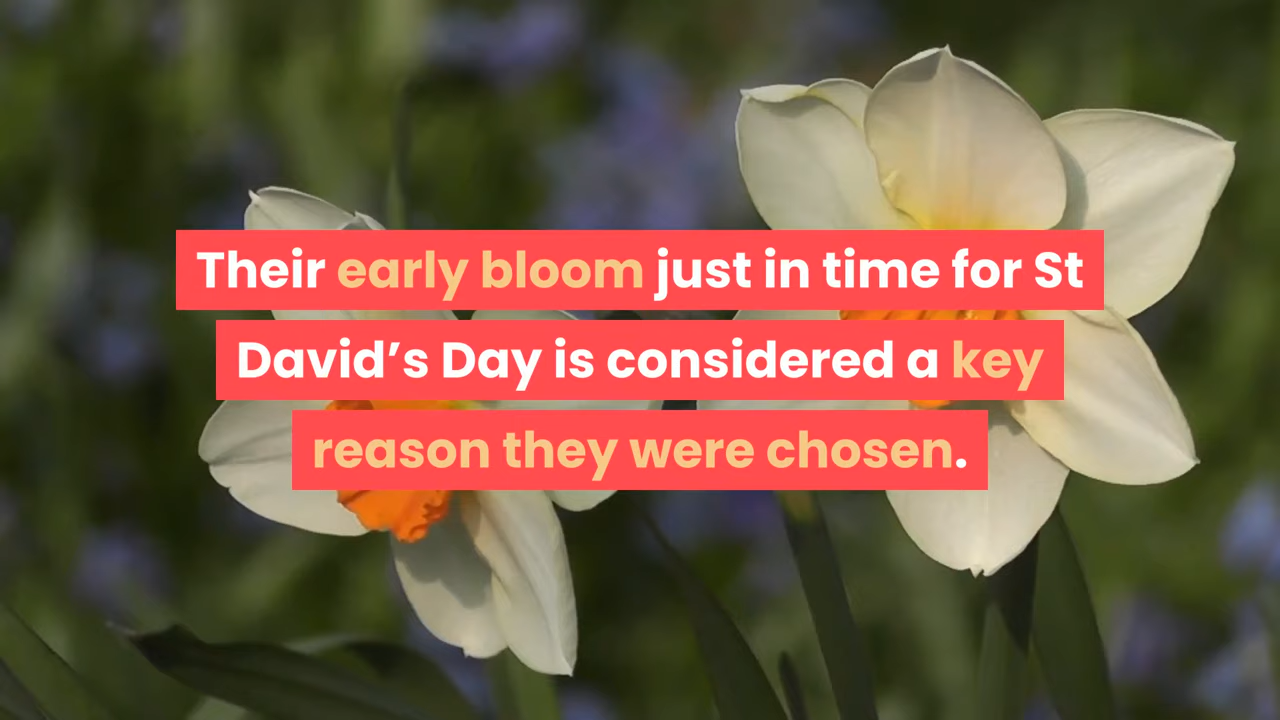 Their early bloom just in time for St
David’s Day is considered a key
reason they were chosen.